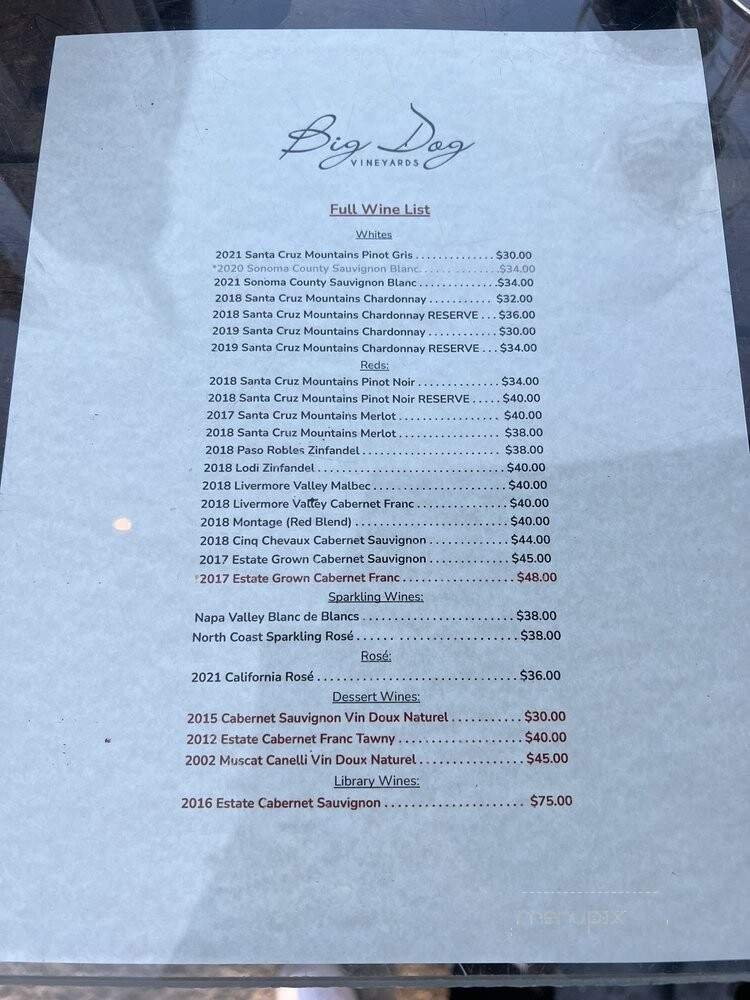 Big Dog
VINEYARDS
Full Wine List
Whites
2021 Santa Cruz Mountains Pinot Gris . . . . . . . . . . . . . . $30.00
*2020 Sonoma County Sauvignon Blanc. . . . . . . . . . . . . .$34.00
2021 Sonoma County Sauvignon Blanc . . . . . . . . . . . . . .$34.00
2018 Santa Cruz Mountains Chardonnay . . . . . . . . . . . $32.00
2018 Santa Cruz Mountains Chardonnay RESERVE . . . $36.00
2019 Santa Cruz Mountains Chardonnay . . . . . . . . . . . $30.00
2019 Santa Cruz Mountains Chardonnay RESERVE . . . $34.00
Reds:
2018 Santa Cruz Mountains Pinot Noir . . . . . . . . . . . . . . $34.00
2018 Santa Cruz Mountains Pinot Noir RESERVE . . . . . $40.00
2017 Santa Cruz Mountains Merlot . . . . . . . . . . . . . . . . . $40.00
2018 Santa Cruz Mountains Merlot . . . . . . . . . . . . . . . . . $38.00
2018 Paso Robles Zinfandel . . . . . . . . . . . . . . . . . . . . . . . $38.00
2018 Lodi Zinfandel . . . . . . . . . . . . . . . . . . . . . . . . . . . . . . $40.00
2018 Livermore Valley Malbec . . . . . . . . . . . . . . . . . . . . . . $40.00
2018 Livermore Valley Cabernet Franc . . . . . . . . . . . . . . . $40.00
2018 Montage (Red Blend) . . . . . . . . . . . . . . . . . . . . . . . . $40.00
2018 Cinq Chevaux Cabernet Sauvignon . . . . . . . . . . . . . $44.00
2017 Estate Grown Cabernet Sauvignon . . . . . . . . . . . . . $45.00
*2017 Estate Grown Cabernet Franc . . . . . . . . . . . . . . . . . $48.00
Sparkling Wines:
Napa Valley Blanc de Blancs . . . . . . . . . . . . . . . . . . . . . . . $38.00
North Coast Sparkling Rosé . . . . . . . . . . . . . . . . . . . . . . . . $38.00
Rosé:
2021 California Rosé . . . . . . . . . . . . . . . . . . . . . . . . . . . . . . $36.00
Dessert Wines:
2015 Cabernet Sauvignon Vin Doux Naturel . . . . . . . . . . . $30.00
2012 Estate Cabernet Franc Tawny . . . . . . . . . . . . . . . . . . . $40.00
2002 Muscat Canelli Vin Doux Naturel . . . . . . . . . . . . . . . . $45.00
Library Wines:
2016 Estate Cabernet Sauvignon . . . . . . . . . . . . . . . . . . . . . $75.00
menupix